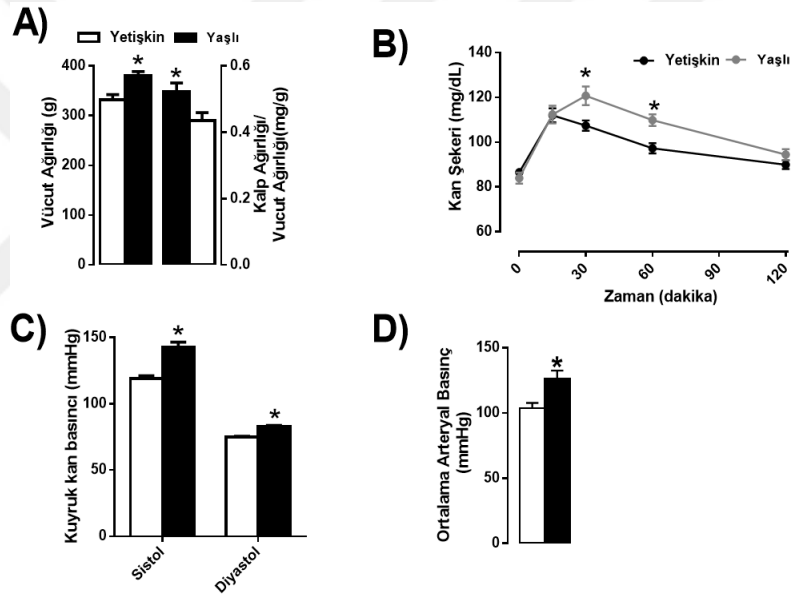 A)
Yetişkin
Yaşlı
Vücut Ağırlığı (g)
400
300
200
100
0
*
*
0.6
0.4
0.2
0.0
Kalp Ağırlığı/
Vucut Ağırlığı(mg/g)
B)
Yetişkin
Yaşlı
Kan Şekeri (mg/dL)
140
120
100
80
60
*
*
0
30
60
90
120
Zaman (dakika)
C)
Kuyruk kan basıncı (mmHg)
150
100
50
0
*
*
Sistol
Diyastol
D)
Ortalama Arteryal Basınç
(mmHg)
150
100
50
0
*